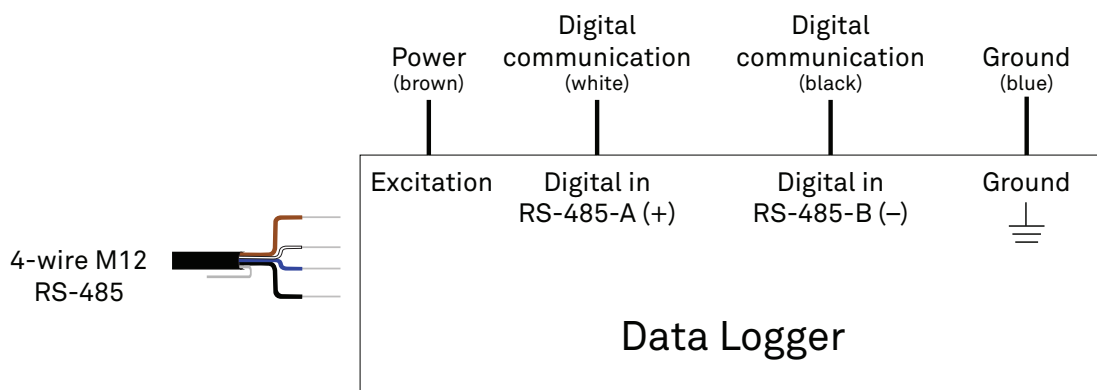 Power
(brown)
Digital
communication
(white)
Digital
communication
(black)
Ground
(blue)
Excitation
Digital in
RS-485-A (+)
Digital in
RS-485-B (–)
Ground
4-wire M12
RS-485
Data Logger